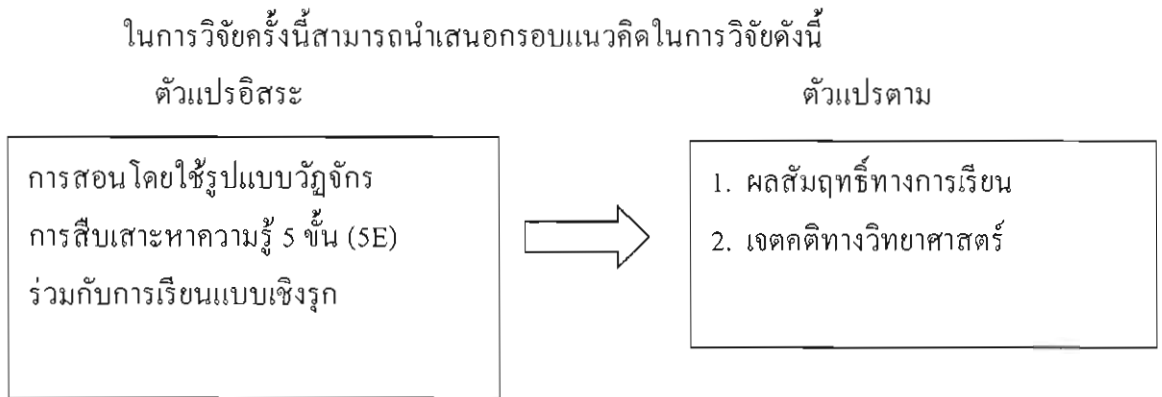 ในการวิจัยครั้งนี้สามารถนำเสนอกรอบแนวคิดในการวิจัยดังนี้
ตัวแปรอิสระ
ตัวแปรตาม
การสอนโดยใช้รูปแบบวัฏจักร
การสืบเสาะหาความรู้ 5 ขั้น (5E)
ร่วมกับการเรียนแบบเชิงรุก
1. ผลสัมฤทธิ์ทางการเรียน
2. เจตคติทางวิทยาศาสตร์